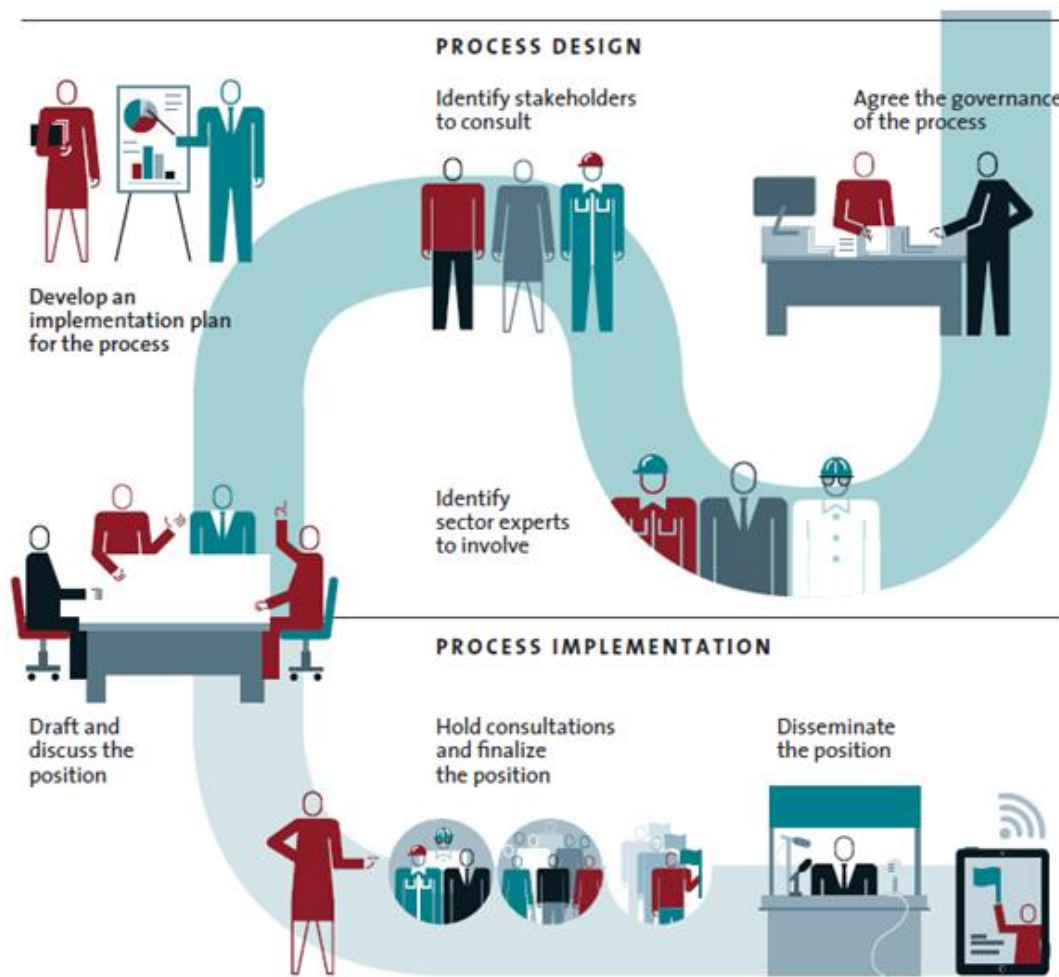 PROCESS DESIGN
Identify stakeholders
to consult
Agree the governance
of the process
Develop an
implementation plan
for the process
Identify
sector experts
to involve
PROCESS IMPLEMENTATION
Draft and
discuss the
position
Hold consultations
and finalize
the position
Disseminate
the position